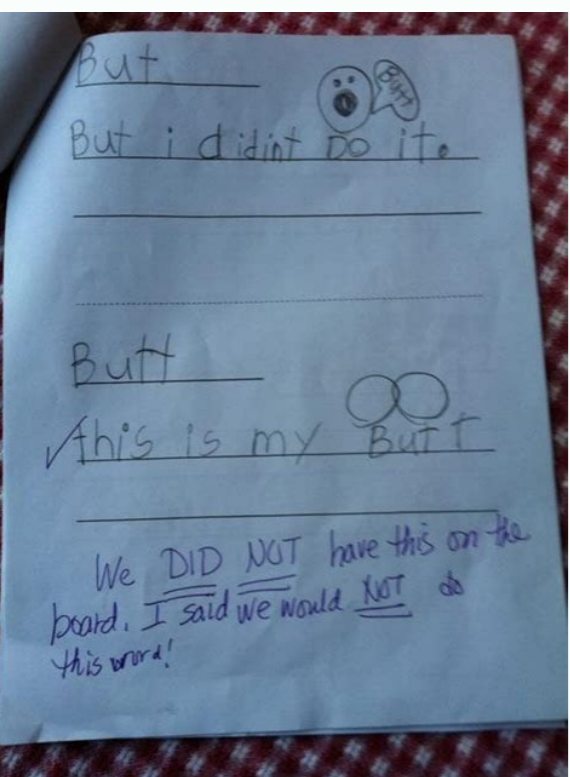 But
Butt
But i didint DO it.
Butt
this is my Butt
We DID NOT have this on the
board. I said we would NOT do
this word!